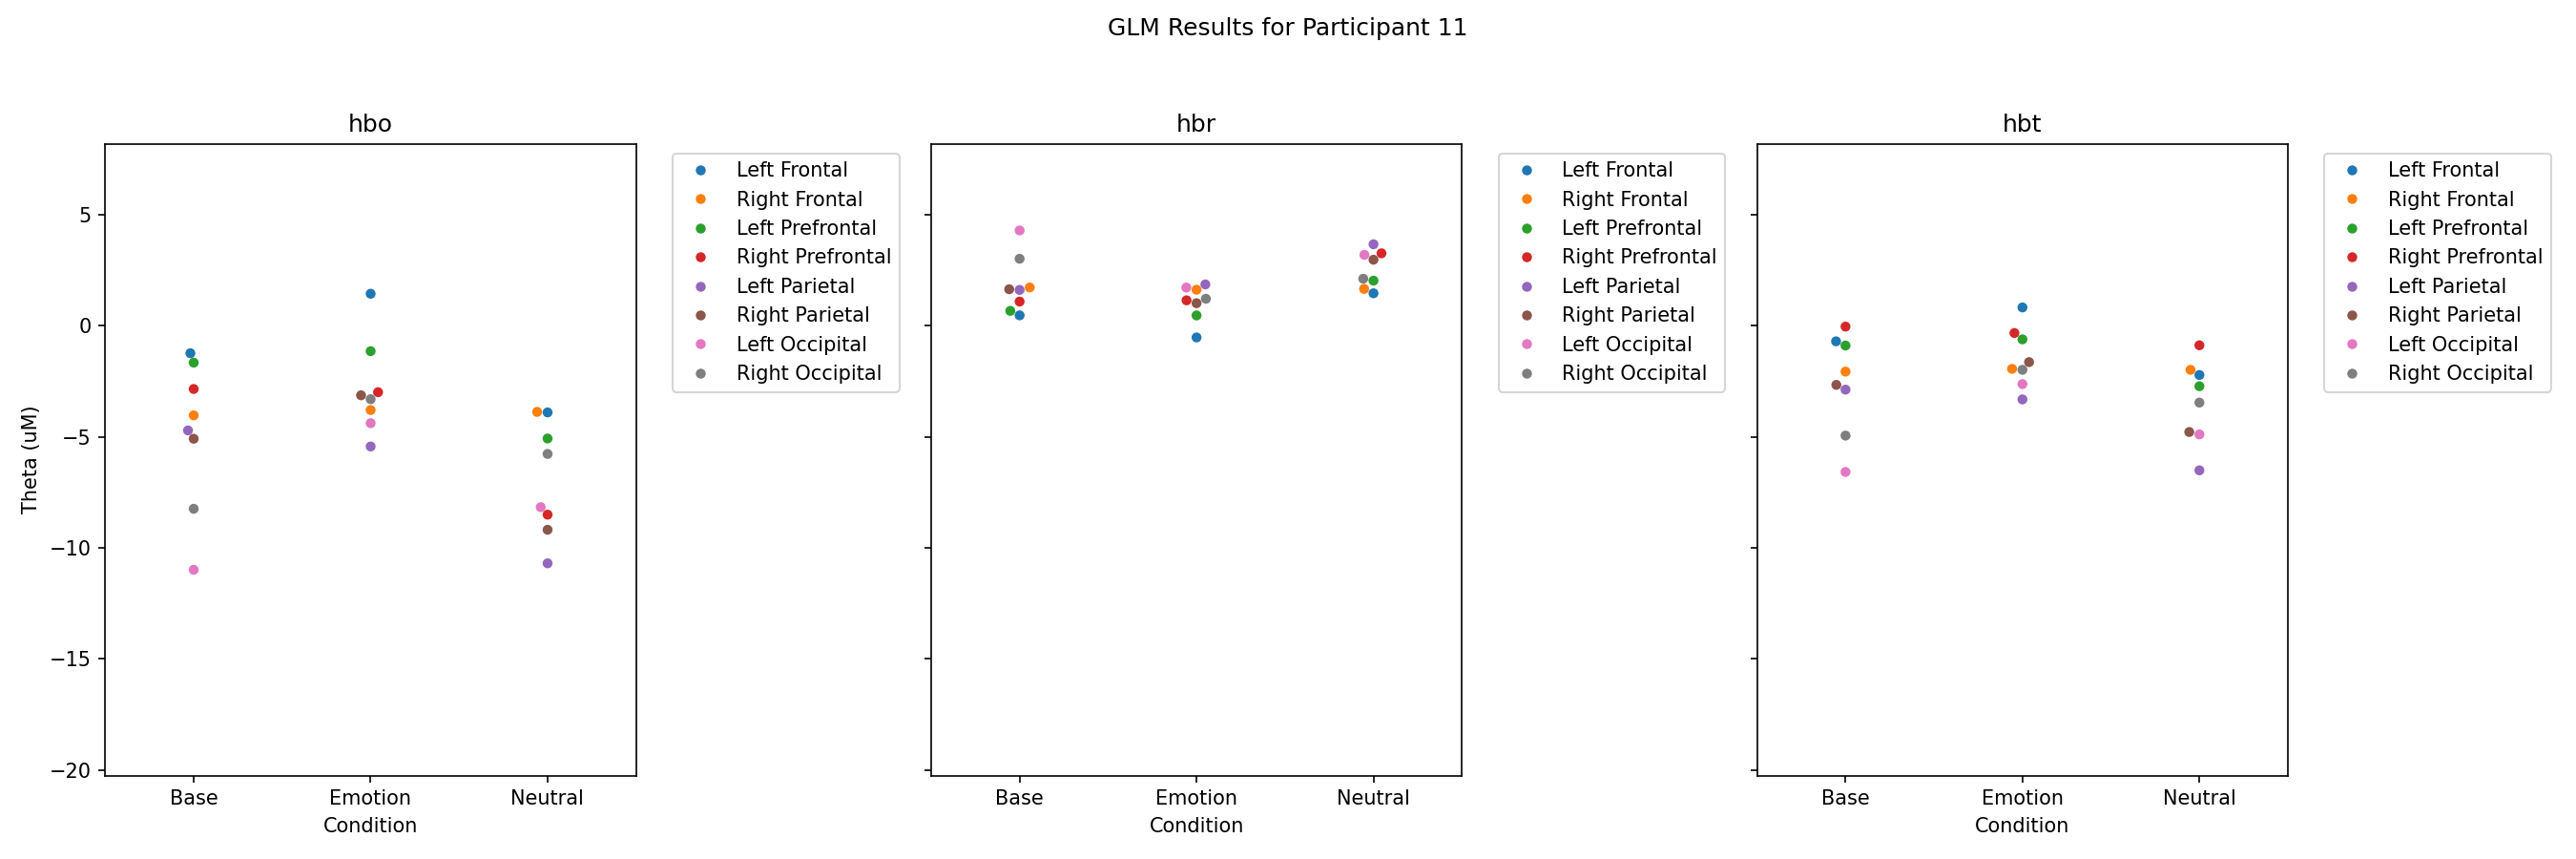 GLM Results for Participant 11
hbo
hbr
hbt
Theta (uM)
5
0
−5
−10
−15
−20
Base
Emotion
Neutral
Condition
Left Frontal
Right Frontal
Left Prefrontal
Right Prefrontal
Left Parietal
Right Parietal
Left Occipital
Right Occipital
Base
Emotion
Neutral
Condition
Left Frontal
Right Frontal
Left Prefrontal
Right Prefrontal
Left Parietal
Right Parietal
Left Occipital
Right Occipital
Base
Emotion
Neutral
Condition
Left Frontal
Right Frontal
Left Prefrontal
Right Prefrontal
Left Parietal
Right Parietal
Left Occipital
Right Occipital